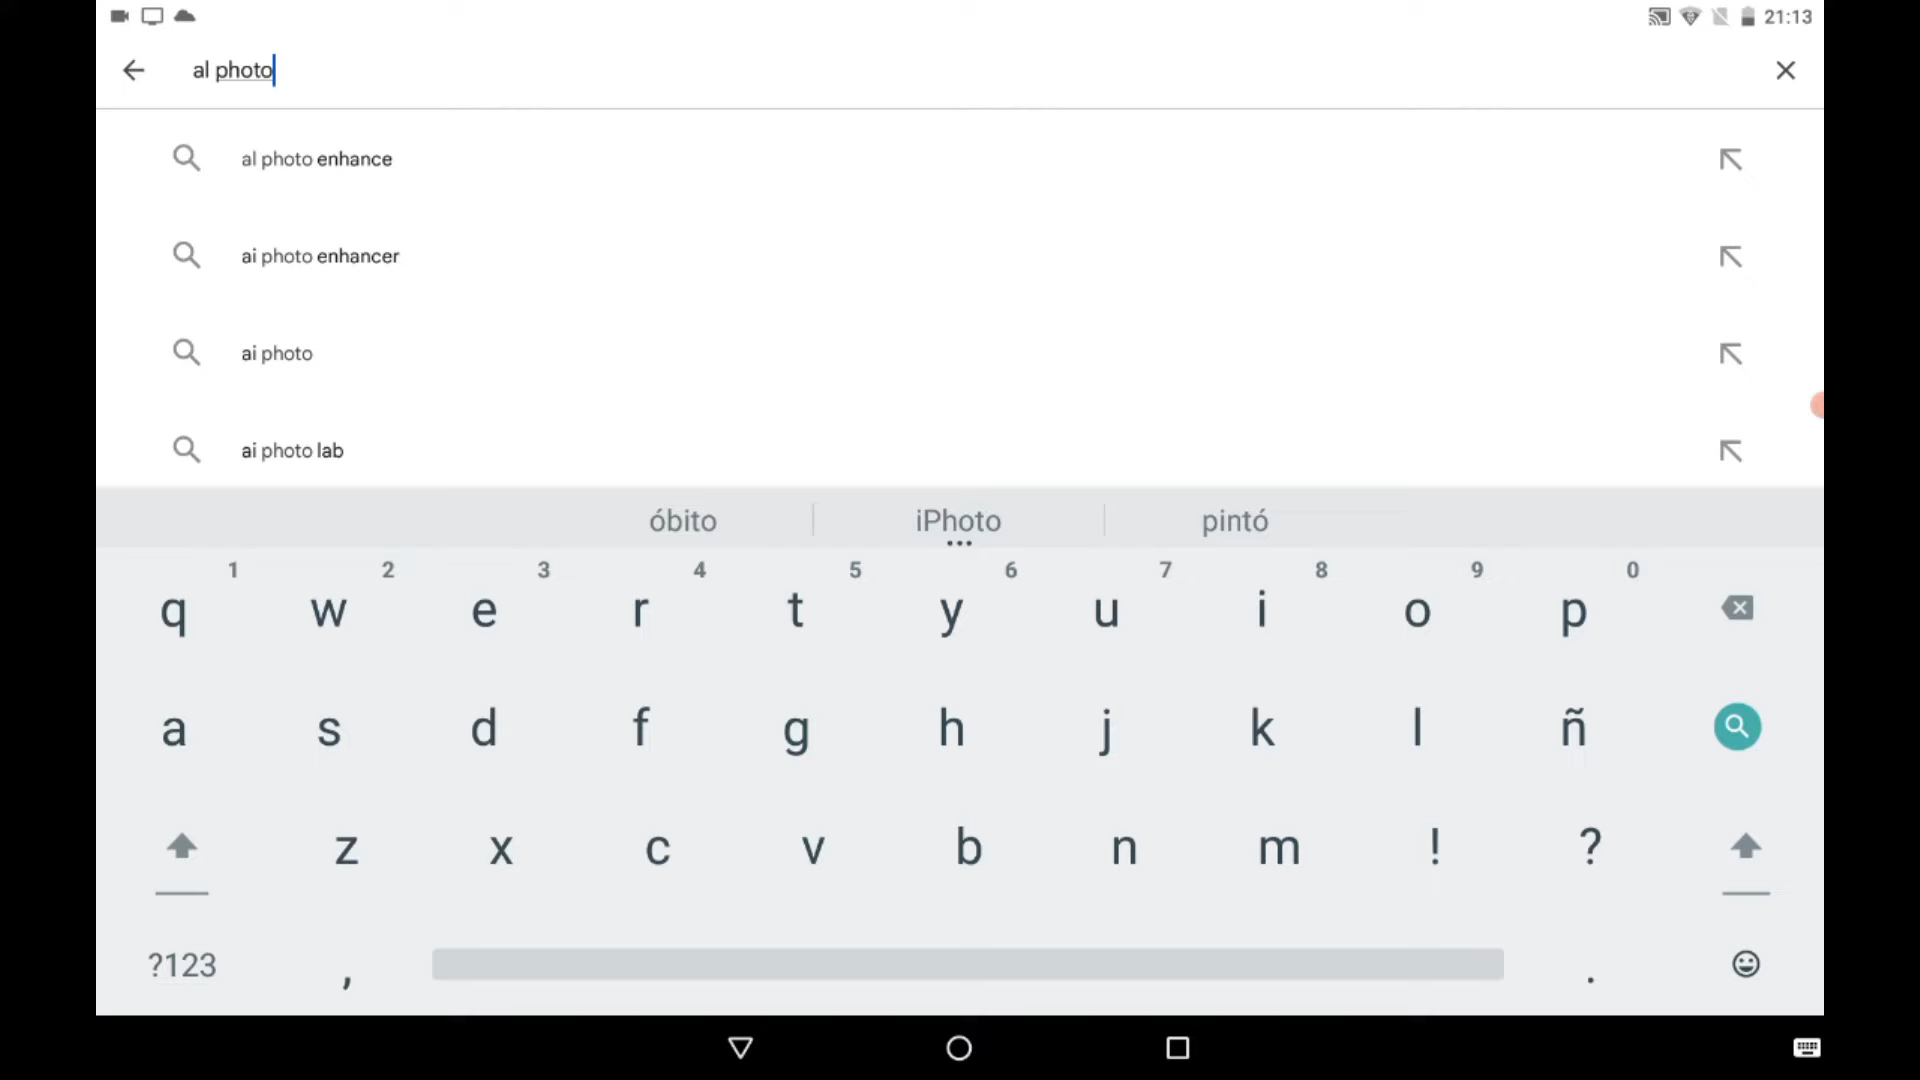 21:13
al photo
al photo enhance
ai photo enhancer
ai photo
ai photo lab
óbito iPhoto pintó
1 2 3 4 5 6 7 8 9 0
q w e r t y u i o p
a s d f g h j k l ñ
z x c v b n m ! ?
?123 , .